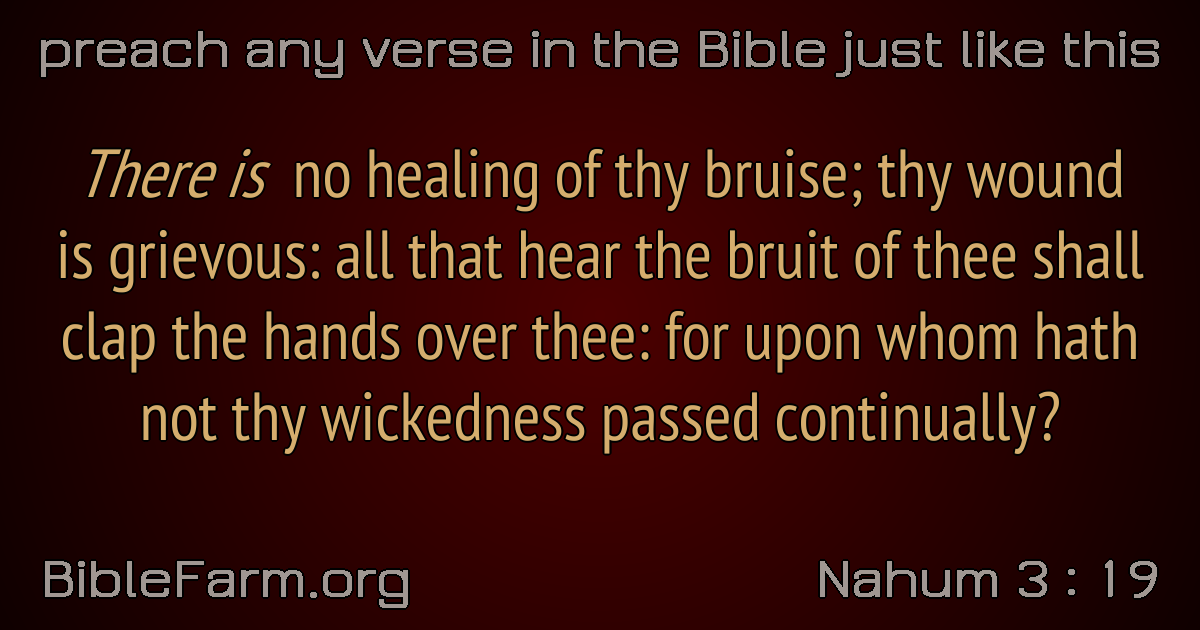 preach any verse in the Bible just like this
There is no healing of thy bruise; thy wound
is grievous: all that hear the bruit of thee shall
clap the hands over thee: for upon whom hath
not thy wickedness passed continually?
BibleFarm.org
Nahum 3 : 19